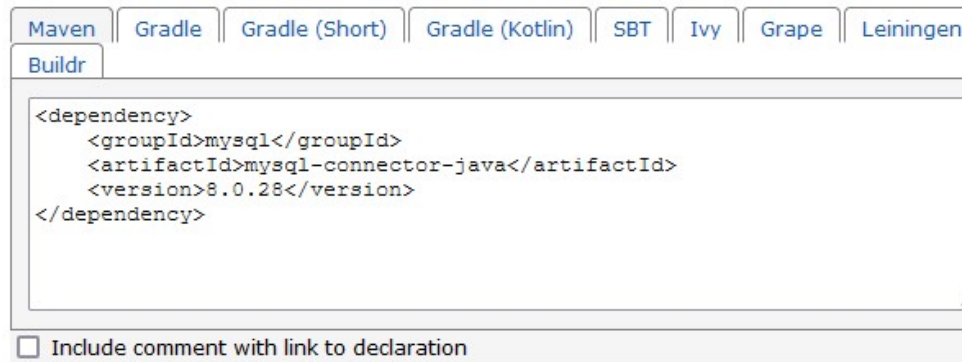 Maven Gradle Gradle (Short) Gradle (Kotlin) SBT Ivy Grape Leiningen
Buildr
<dependency>
    <groupId>mysql</groupId>
    <artifactId>mysql-connector-java</artifactId>
    <version>8.0.28</version>
</dependency>
Include comment with link to declaration